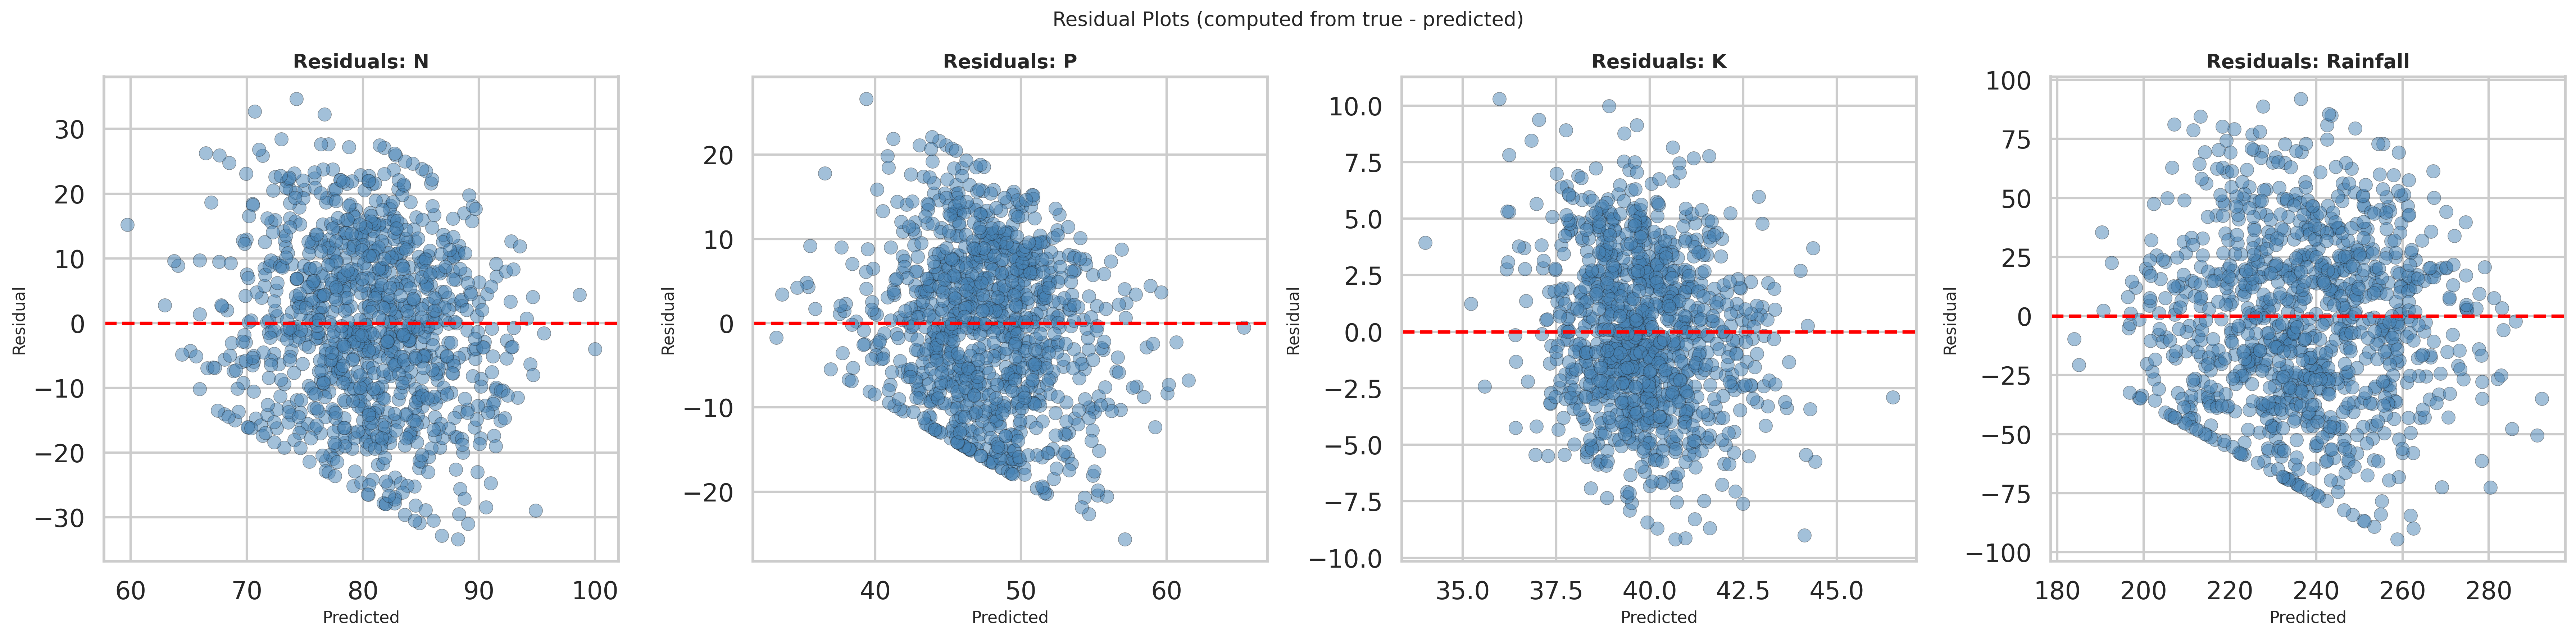 Residual Plots (computed from true - predicted)
Residuals: N
Residual
30
20
10
0
−10
−20
−30
60 70 80 90 100
Predicted
Residuals: P
Residual
20
10
0
−10
−20
40 50 60
Predicted
Residuals: K
Residual
10.0
7.5
5.0
2.5
0.0
−2.5
−5.0
−7.5
−10.0
35.0 37.5 40.0 42.5 45.0
Predicted
Residuals: Rainfall
Residual
100
75
50
25
0
−25
−50
−75
−100
180 200 220 240 260 280
Predicted